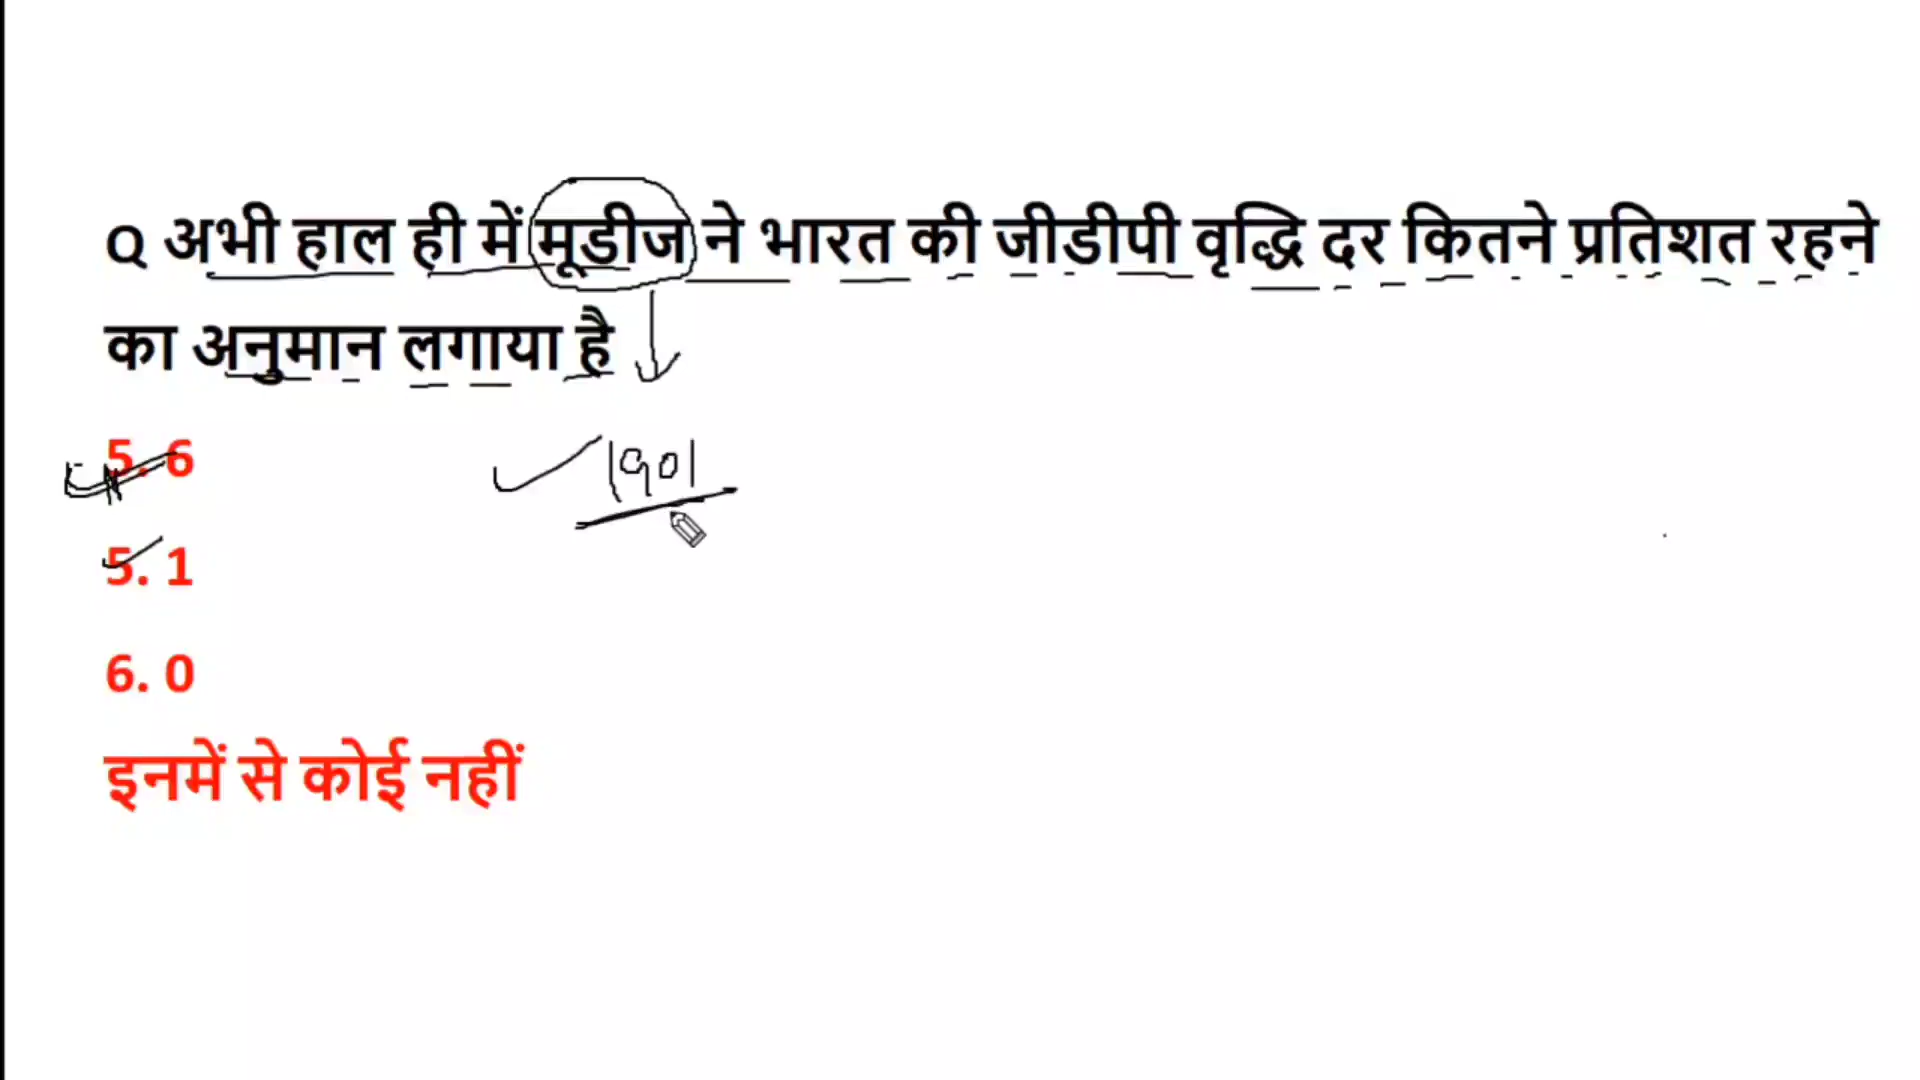 Q अभी हाल ही में मूडीज ने भारत की जीडीपी वृद्धि दर कितने प्रतिशत रहने
का अनुमान लगाया है
5. 6
1901
5. 1
6. 0
इनमें से कोई नहीं